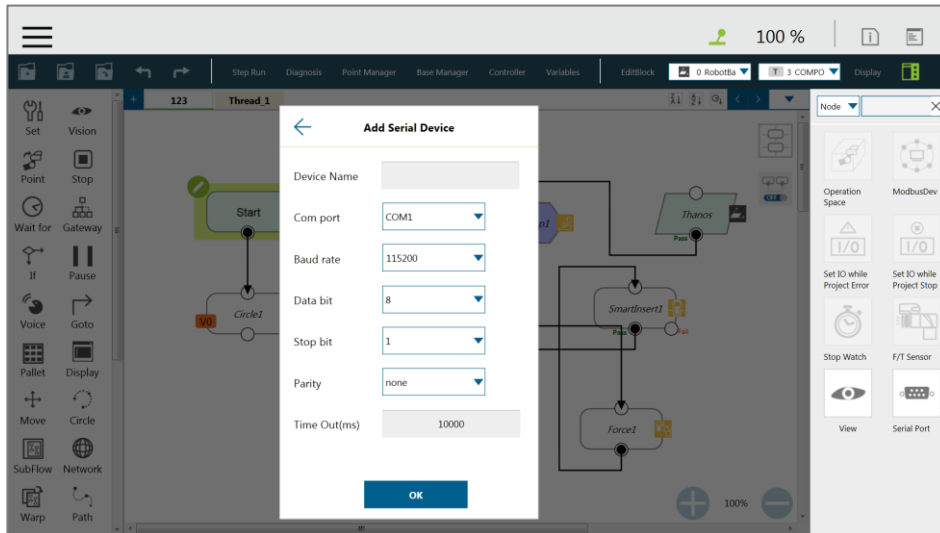 100 %
Step Run Diagnosis Point Manager Base Manager Controller Variables EditBlock 0 RobotBa T 3 COMPO Display
123 Thread_1
Set Vision
Point Stop
Wait for Gateway
If Pause
Voice Goto
Pallet Display
Move Circle
SubFlow Network
Warp Path
Start
V0 Circle1
Add Serial Device
Device Name
Com port COM1
Baud rate 115200
Data bit 8
Stop bit 1
Parity none
Time Out(ms) 10000
OK
p1
Thanos
Pass
SmartInsert1
Pass Fail
Force1
OFF
100%
Node
Operation Space
ModbusDev
I/O I/O
Set IO while Project Error
Set IO while Project Stop
Stop Watch
F/T Sensor
View
Serial Port